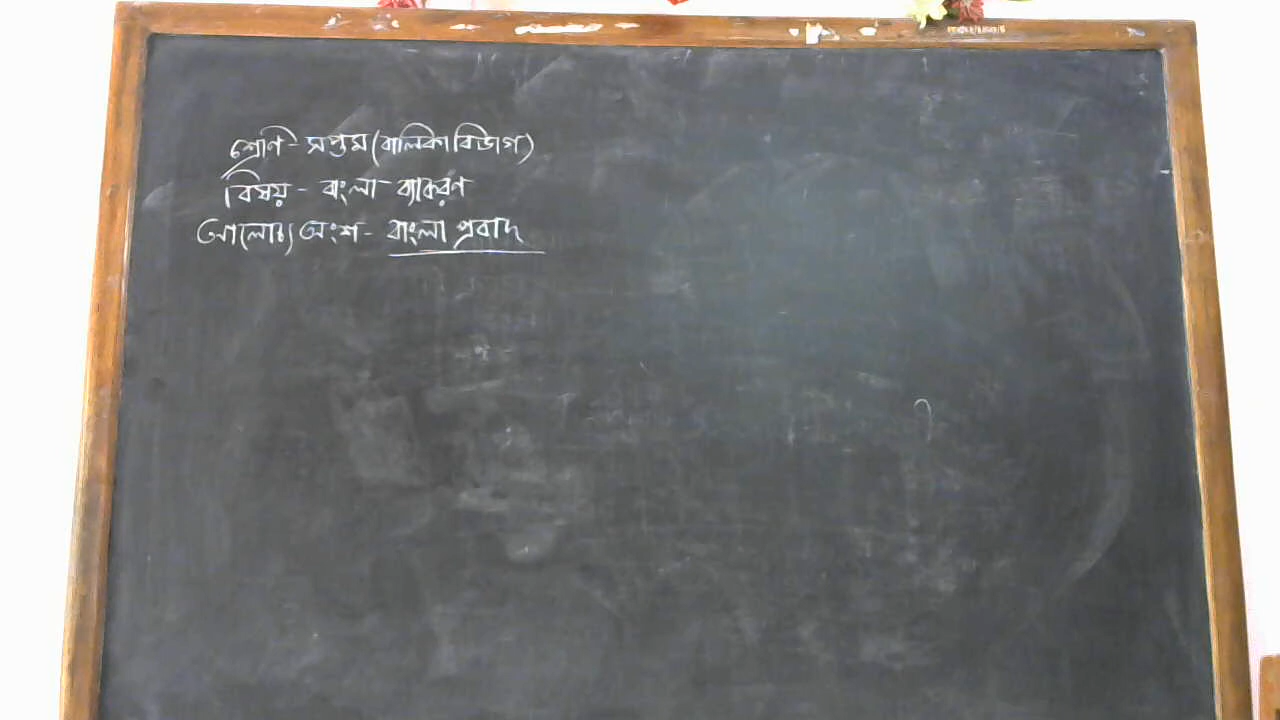 শ্রেণি - সপ্তম (বালিকা বিভাগ)
বিষয় - বাংলা ব্যাকরণ
আলোচ্য অংশ - বাংলা প্রবাদ